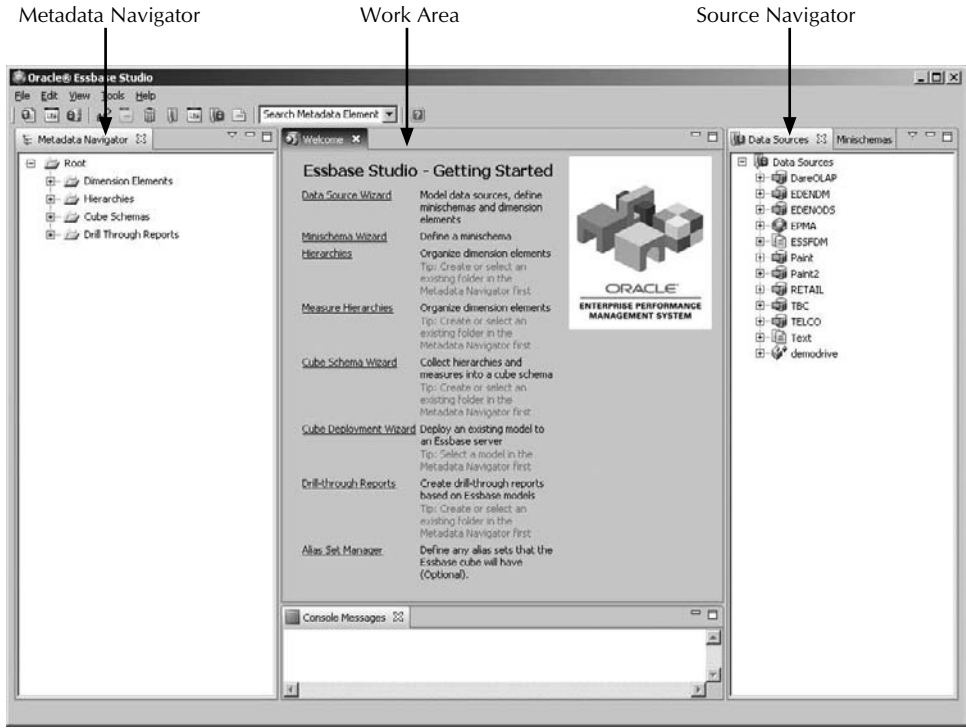 Metadata Navigator
Work Area
Source Navigator
Oracle® Essbase Studio
File Edit View Tools Help
Search Metadata Element
Metadata Navigator
Root
Dimension Elements
Hierarchies
Cube Schemas
Drill Through Reports
Welcome
Essbase Studio - Getting Started
Data Source Wizard
Model data sources, define
minischemas and dimension
elements
Minischema Wizard
Define a minischema
Hierarchies
Organize dimension elements
Tip: Create or select an
existing folder in the
Metadata Navigator first
Measure Hierarchies
Organize dimension elements
Tip: Create or select an
existing folder in the
Metadata Navigator first
Cube Schema Wizard
Collect hierarchies and
measures into a cube schema
Tip: Create or select an
existing folder in the
Metadata Navigator first
Cube Deployment Wizard
Deploy an existing model to
an Essbase server
Tip: Select a model in the
Metadata Navigator first
Drill-through Reports
Create drill-through reports
based on Essbase models
Tip: Create or select an
existing folder in the
Metadata Navigator first
Alias Set Manager
Define any alias sets that the
Essbase cube will have
(Optional).
ORACLE
ENTERPRISE PERFORMANCE
MANAGEMENT SYSTEM
Console Messages
Data Sources
Minischemas
Data Sources
DareOLAP
EDENDM
EDENODS
EPMA
ESSFDM
Paint
Paint2
RETAIL
TBC
TELCO
Text
demodrive